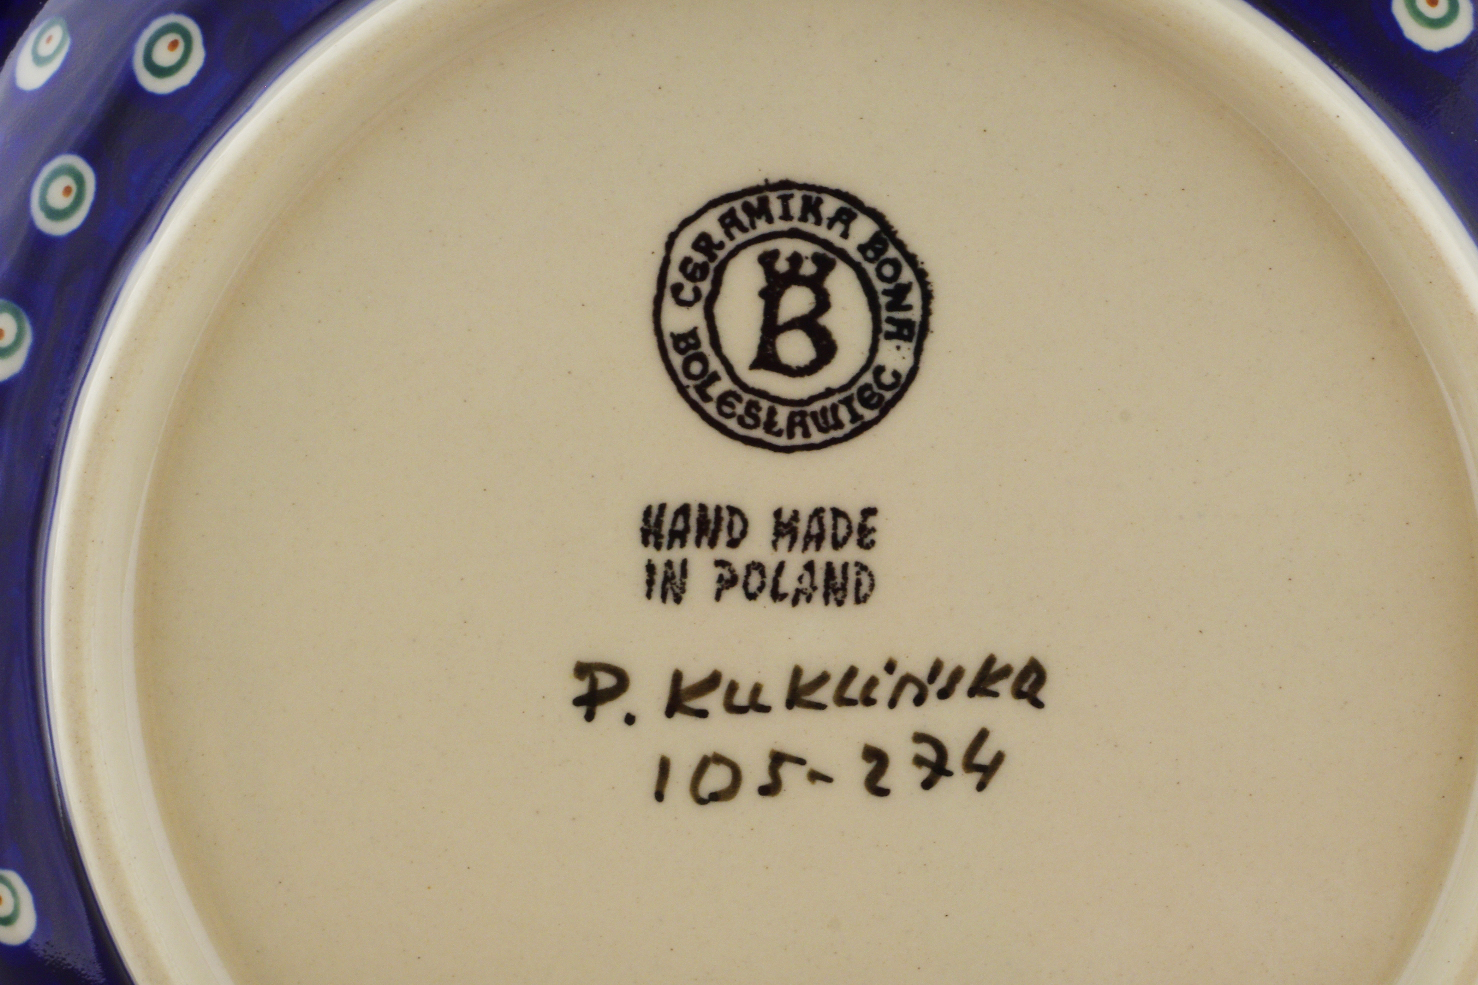 CERAMIKA BONA
B
BOLESŁAWIEC
HAND MADE
IN POLAND
P. Kuklińska
105-274